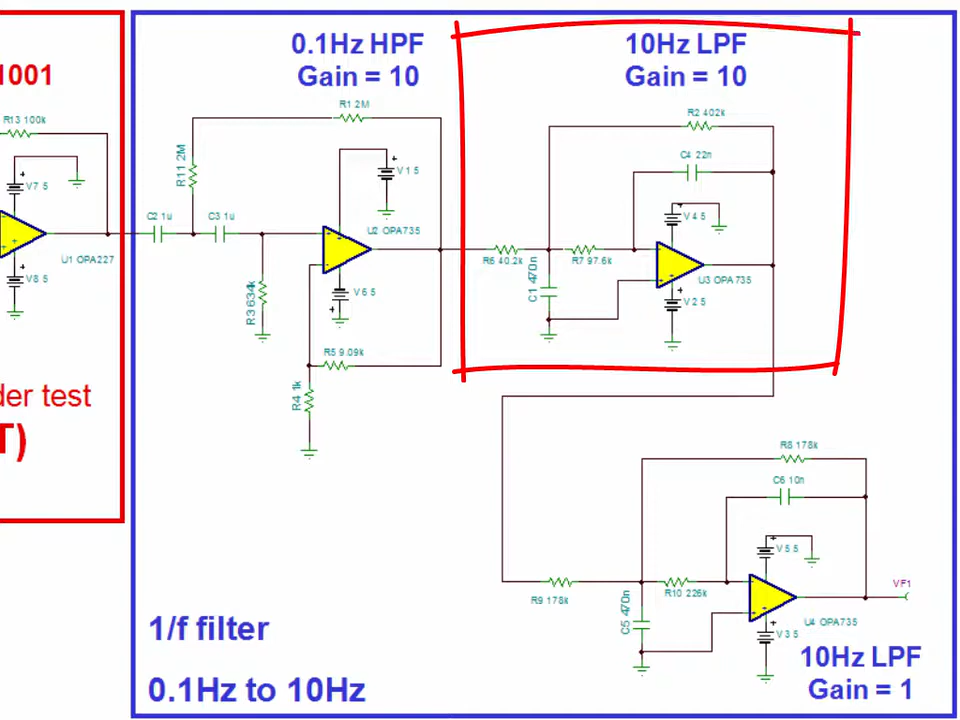 1001
R13 100k
V7 5
V8 5
U1 OPA227
der test
T)
0.1Hz HPF
Gain = 10
R1 2M
R11 2M
V1 5
C2 1u
C3 1u
U2 OPA735
R3 634k
V6 5
R5 9.09k
R4 1k
10Hz LPF
Gain = 10
R2 402k
C4 22n
V4 5
R6 40.2k
R7 97.6k
U3 OPA735
C1 470n
V2 5
R8 178k
C6 10n
V5 5
R9 178k
R10 226k
VF1
C5 470n
U4 OPA735
V3 5
10Hz LPF
Gain = 1
1/f filter
0.1Hz to 10Hz